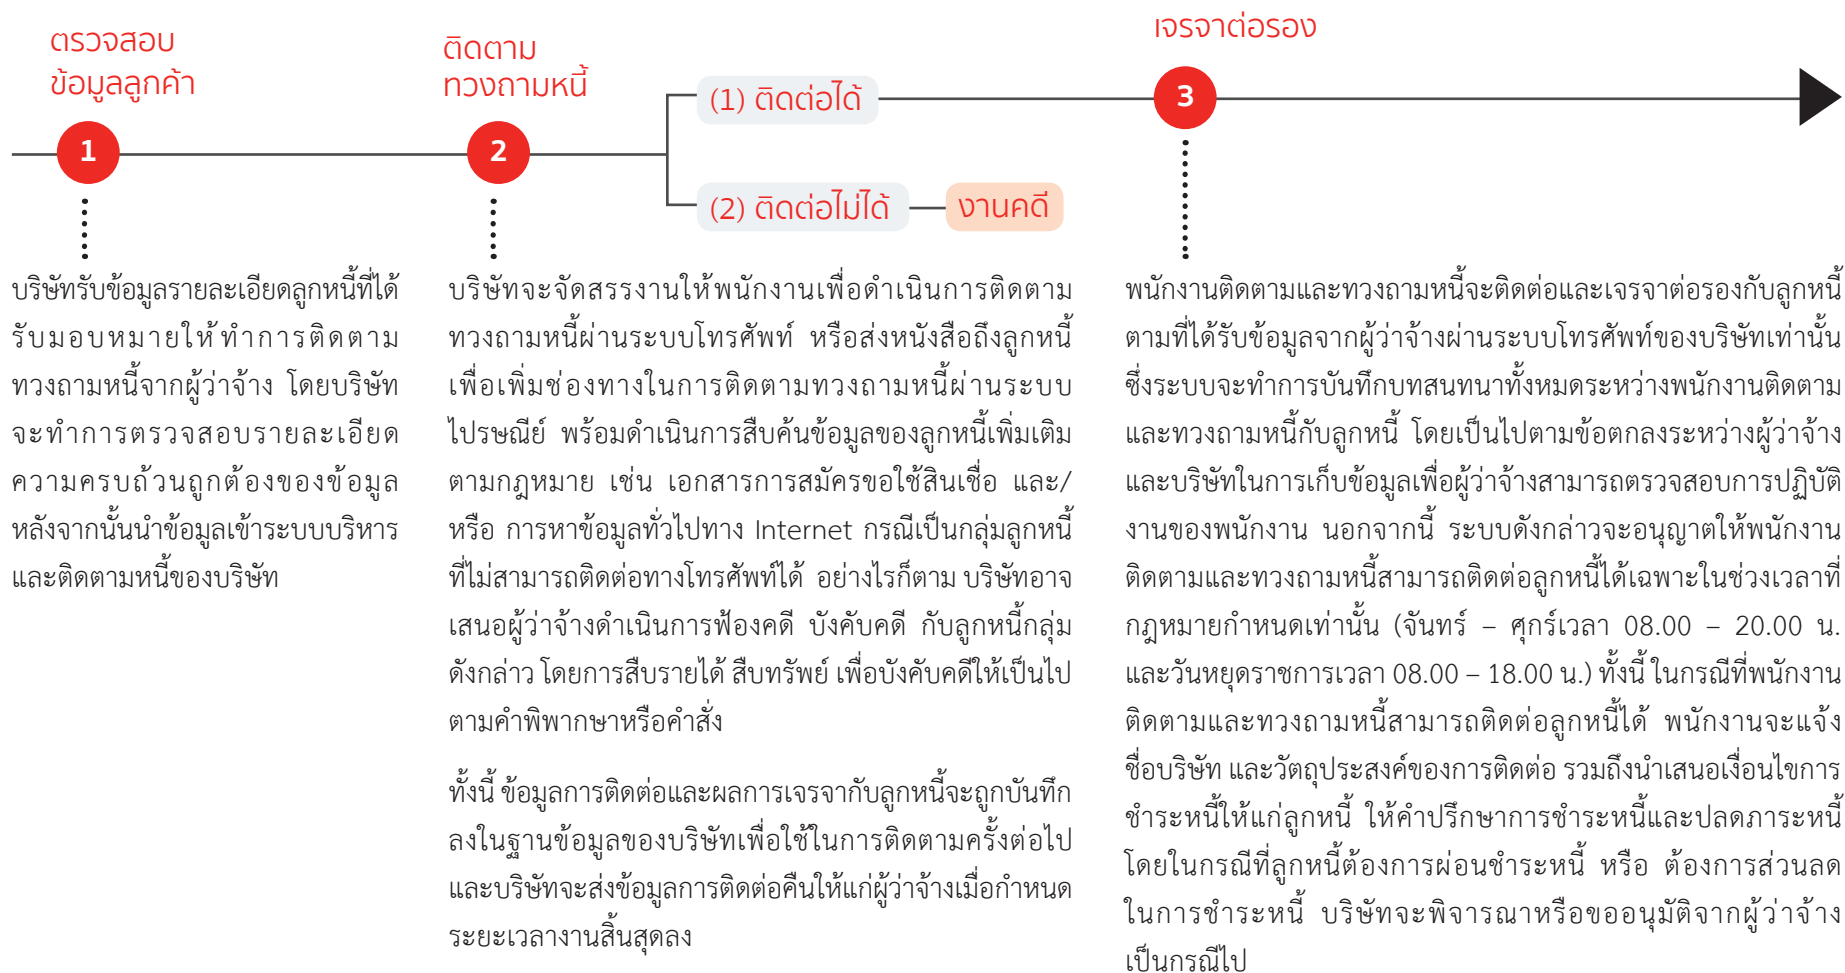 ตรวจสอบ
ข้อมูลลูกค้า
1
บริษัทรับข้อมูลรายละเอียดลูกหนี้ที่ได้
รับมอบหมายให้ทำการติดตาม
ทวงถามหนี้จากผู้ว่าจ้าง โดยบริษัท
จะทำการตรวจสอบรายละเอียด
ความครบถ้วนถูกต้องของข้อมูล
หลังจากนั้นนำข้อมูลเข้าระบบบริหาร
และติดตามหนี้ของบริษัท
ติดตาม
ทวงถามหนี้
2
(1) ติดต่อได้
(2) ติดต่อไม่ได้
งานคดี
บริษัทจะจัดสรรงานให้พนักงานเพื่อดำเนินการติดตาม
ทวงถามหนี้ผ่านระบบโทรศัพท์ หรือส่งหนังสือถึงลูกหนี้
เพื่อเพิ่มช่องทางในการติดตามทวงถามหนี้ผ่านระบบ
ไปรษณีย์ พร้อมดำเนินการสืบค้นข้อมูลของลูกหนี้เพิ่มเติม
ตามกฎหมาย เช่น เอกสารการสมัครขอใช้สินเชื่อ และ/
หรือ การหาข้อมูลทั่วไปทาง Internet กรณีเป็นกลุ่มลูกหนี้
ที่ไม่สามารถติดต่อทางโทรศัพท์ได้ อย่างไรก็ตาม บริษัทอาจ
เสนอผู้ว่าจ้างดำเนินการฟ้องคดี บังคับคดี กับลูกหนี้กลุ่ม
ดังกล่าว โดยการสืบรายได้ สืบทรัพย์ เพื่อบังคับคดีให้เป็นไป
ตามคำพิพากษาหรือคำสั่ง
ทั้งนี้ ข้อมูลการติดต่อและผลการเจรจากับลูกหนี้จะถูกบันทึก
ลงในฐานข้อมูลของบริษัทเพื่อใช้ในการติดตามครั้งต่อไป
และบริษัทจะส่งข้อมูลการติดต่อคืนให้แก่ผู้ว่าจ้างเมื่อกำหนด
ระยะเวลางานสิ้นสุดลง
เจรจาต่อรอง
3
พนักงานติดตามและทวงถามหนี้จะติดต่อและเจรจาต่อรองกับลูกหนี้
ตามที่ได้รับข้อมูลจากผู้ว่าจ้างผ่านระบบโทรศัพท์ของบริษัทเท่านั้น
ซึ่งระบบจะทำการบันทึกบทสนทนาทั้งหมดระหว่างพนักงานติดตาม
และทวงถามหนี้กับลูกหนี้ โดยเป็นไปตามข้อตกลงระหว่างผู้ว่าจ้าง
และบริษัทในการเก็บข้อมูลเพื่อผู้ว่าจ้างสามารถตรวจสอบการปฏิบัติ
งานของพนักงาน นอกจากนี้ ระบบดังกล่าวจะอนุญาตให้พนักงาน
ติดตามและทวงถามหนี้สามารถติดต่อลูกหนี้ได้เฉพาะในช่วงเวลาที่
กฎหมายกำหนดเท่านั้น (จันทร์ – ศุกร์เวลา 08.00 – 20.00 น.
และวันหยุดราชการเวลา 08.00 – 18.00 น.) ทั้งนี้ ในกรณีที่พนักงาน
ติดตามและทวงถามหนี้สามารถติดต่อลูกหนี้ได้ พนักงานจะแจ้ง
ชื่อบริษัท และวัตถุประสงค์ของการติดต่อ รวมถึงนำเสนอเงื่อนไขการ
ชำระหนี้ให้แก่ลูกหนี้ ให้คำปรึกษาการชำระหนี้และปลดภาระหนี้
โดยในกรณีที่ลูกหนี้ต้องการผ่อนชำระหนี้ หรือ ต้องการส่วนลด
ในการชำระหนี้ บริษัทจะพิจารณาหรือขออนุมัติจากผู้ว่าจ้าง
เป็นกรณีไป